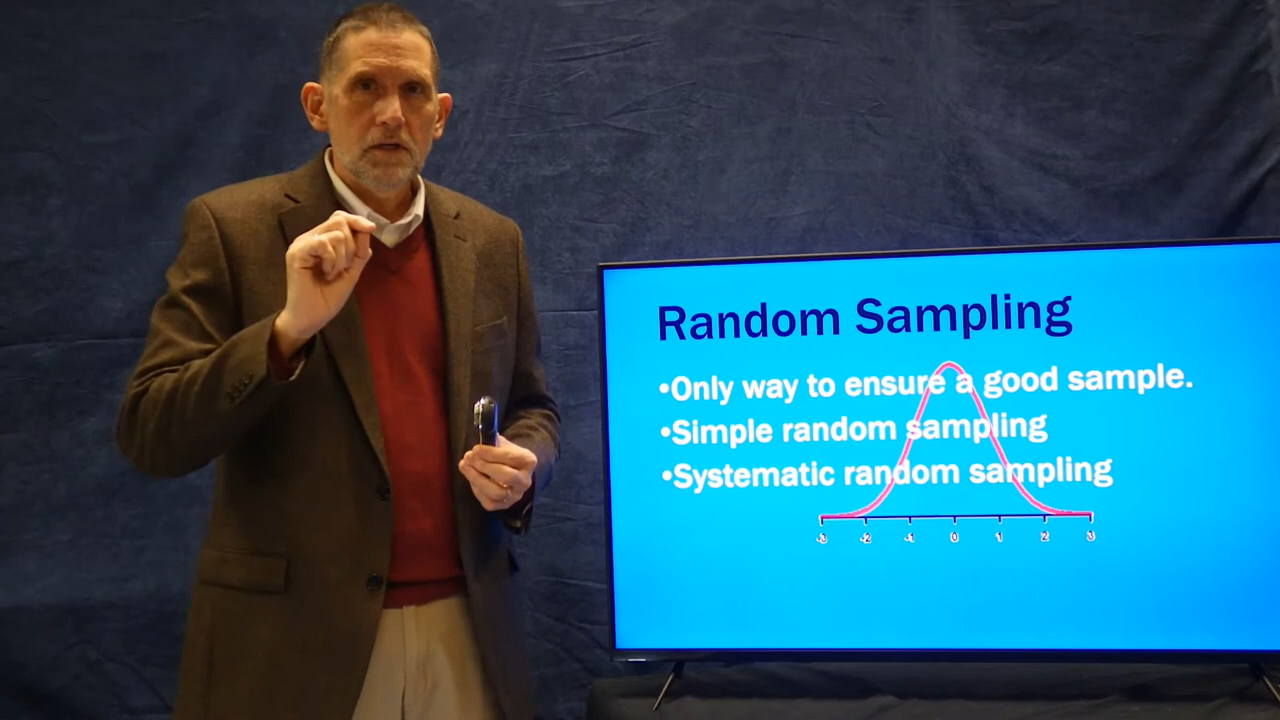 Random Sampling
•Only way to ensure a good sample.
•Simple random sampling
•Systematic random sampling
-3 -2 -1 0 1 2 3